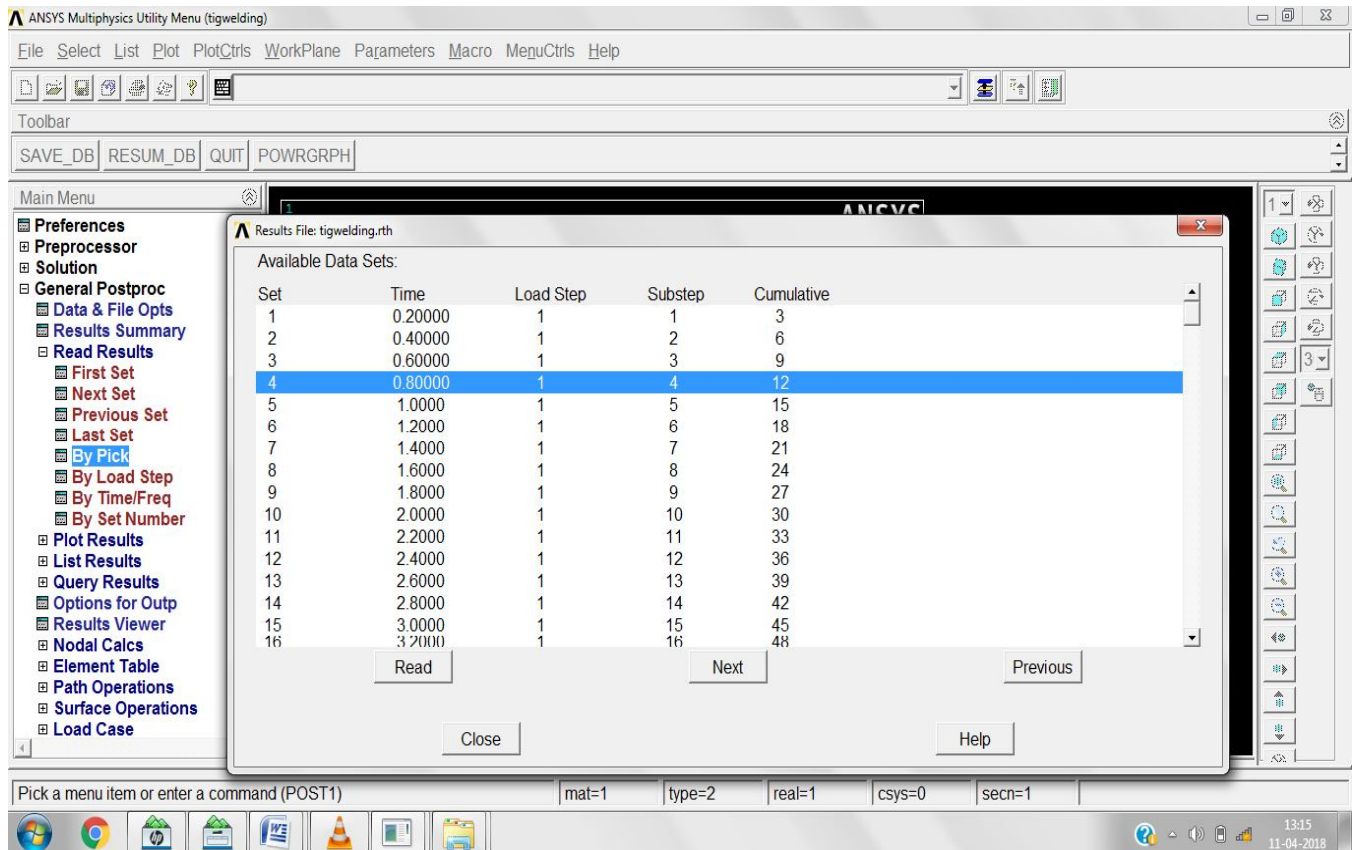 ANSYS Multiphysics Utility Menu (tigwelding)
File Select List Plot PlotCtrls WorkPlane Parameters Macro MenuCtrls Help
Toolbar
SAVE_DB RESUM_DB QUIT POWRGRPH
Main Menu
Preferences
Preprocessor
Solution
General Postproc
Data & File Opts
Results Summary
Read Results
First Set
Next Set
Previous Set
Last Set
By Pick
By Load Step
By Time/Freq
By Set Number
Plot Results
List Results
Query Results
Options for Outp
Results Viewer
Nodal Calcs
Element Table
Path Operations
Surface Operations
Load Case
1
ANSYS
Results File: tigwelding.rth
Available Data Sets:
Set Time Load Step Substep Cumulative
1 0.20000 1 1 3
2 0.40000 1 2 6
3 0.60000 1 3 9
4 0.80000 1 4 12
5 1.0000 1 5 15
6 1.2000 1 6 18
7 1.4000 1 7 21
8 1.6000 1 8 24
9 1.8000 1 9 27
10 2.0000 1 10 30
11 2.2000 1 11 33
12 2.4000 1 12 36
13 2.6000 1 13 39
14 2.8000 1 14 42
15 3.0000 1 15 45
16 3.2000 1 16 48
Read Next Previous
Close Help
1
3
Pick a menu item or enter a command (POST1) mat=1 type=2 real=1 csys=0 secn=1
13:15
11-04-2018